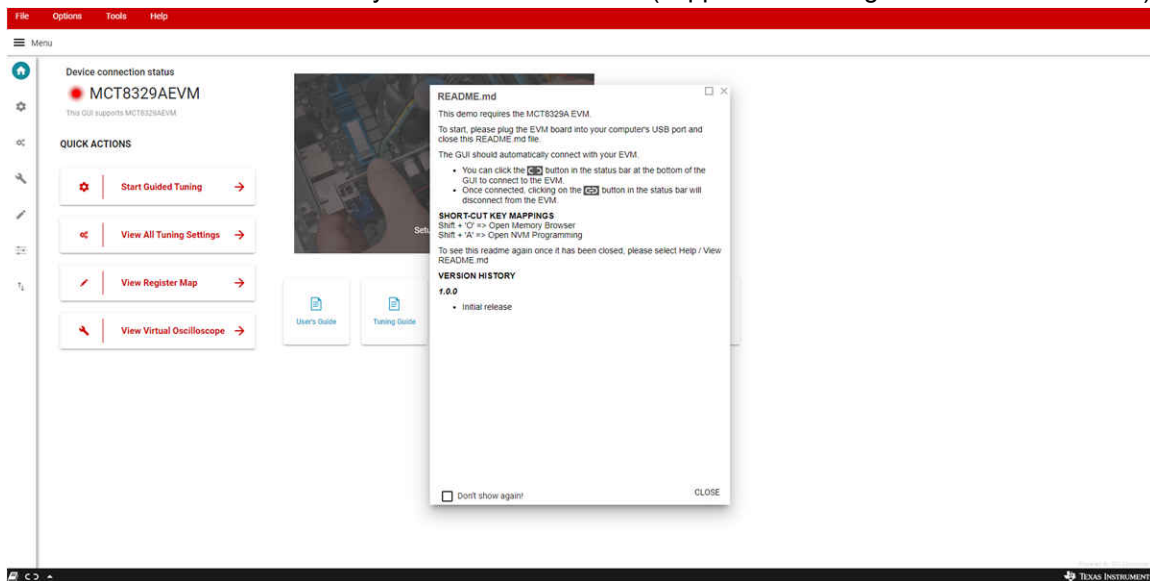 File Options Tools Help
Menu
Device connection status
MCT8329AEVM
This GUI supports MCT8329AEVM
QUICK ACTIONS
Start Guided Tuning
View All Tuning Settings
View Register Map
View Virtual Oscilloscope
Setu
User's Guide
Tuning Guide
README.md
This demo requires the MCT8329A EVM.
To start, please plug the EVM board into your computer's USB port and
close this README.md file.
The GUI should automatically connect with your EVM.
• You can click the button in the status bar at the bottom of the
GUI to connect to the EVM.
• Once connected, clicking on the button in the status bar will
disconnect from the EVM.
SHORT-CUT KEY MAPPINGS
Shift + 'O' => Open Memory Browser
Shift + 'A' => Open NVM Programming
To see this readme again once it has been closed, please select Help / View
README.md
VERSION HISTORY
1.0.0
• Initial release
Don't show again!
CLOSE
TEXAS INSTRUMENT